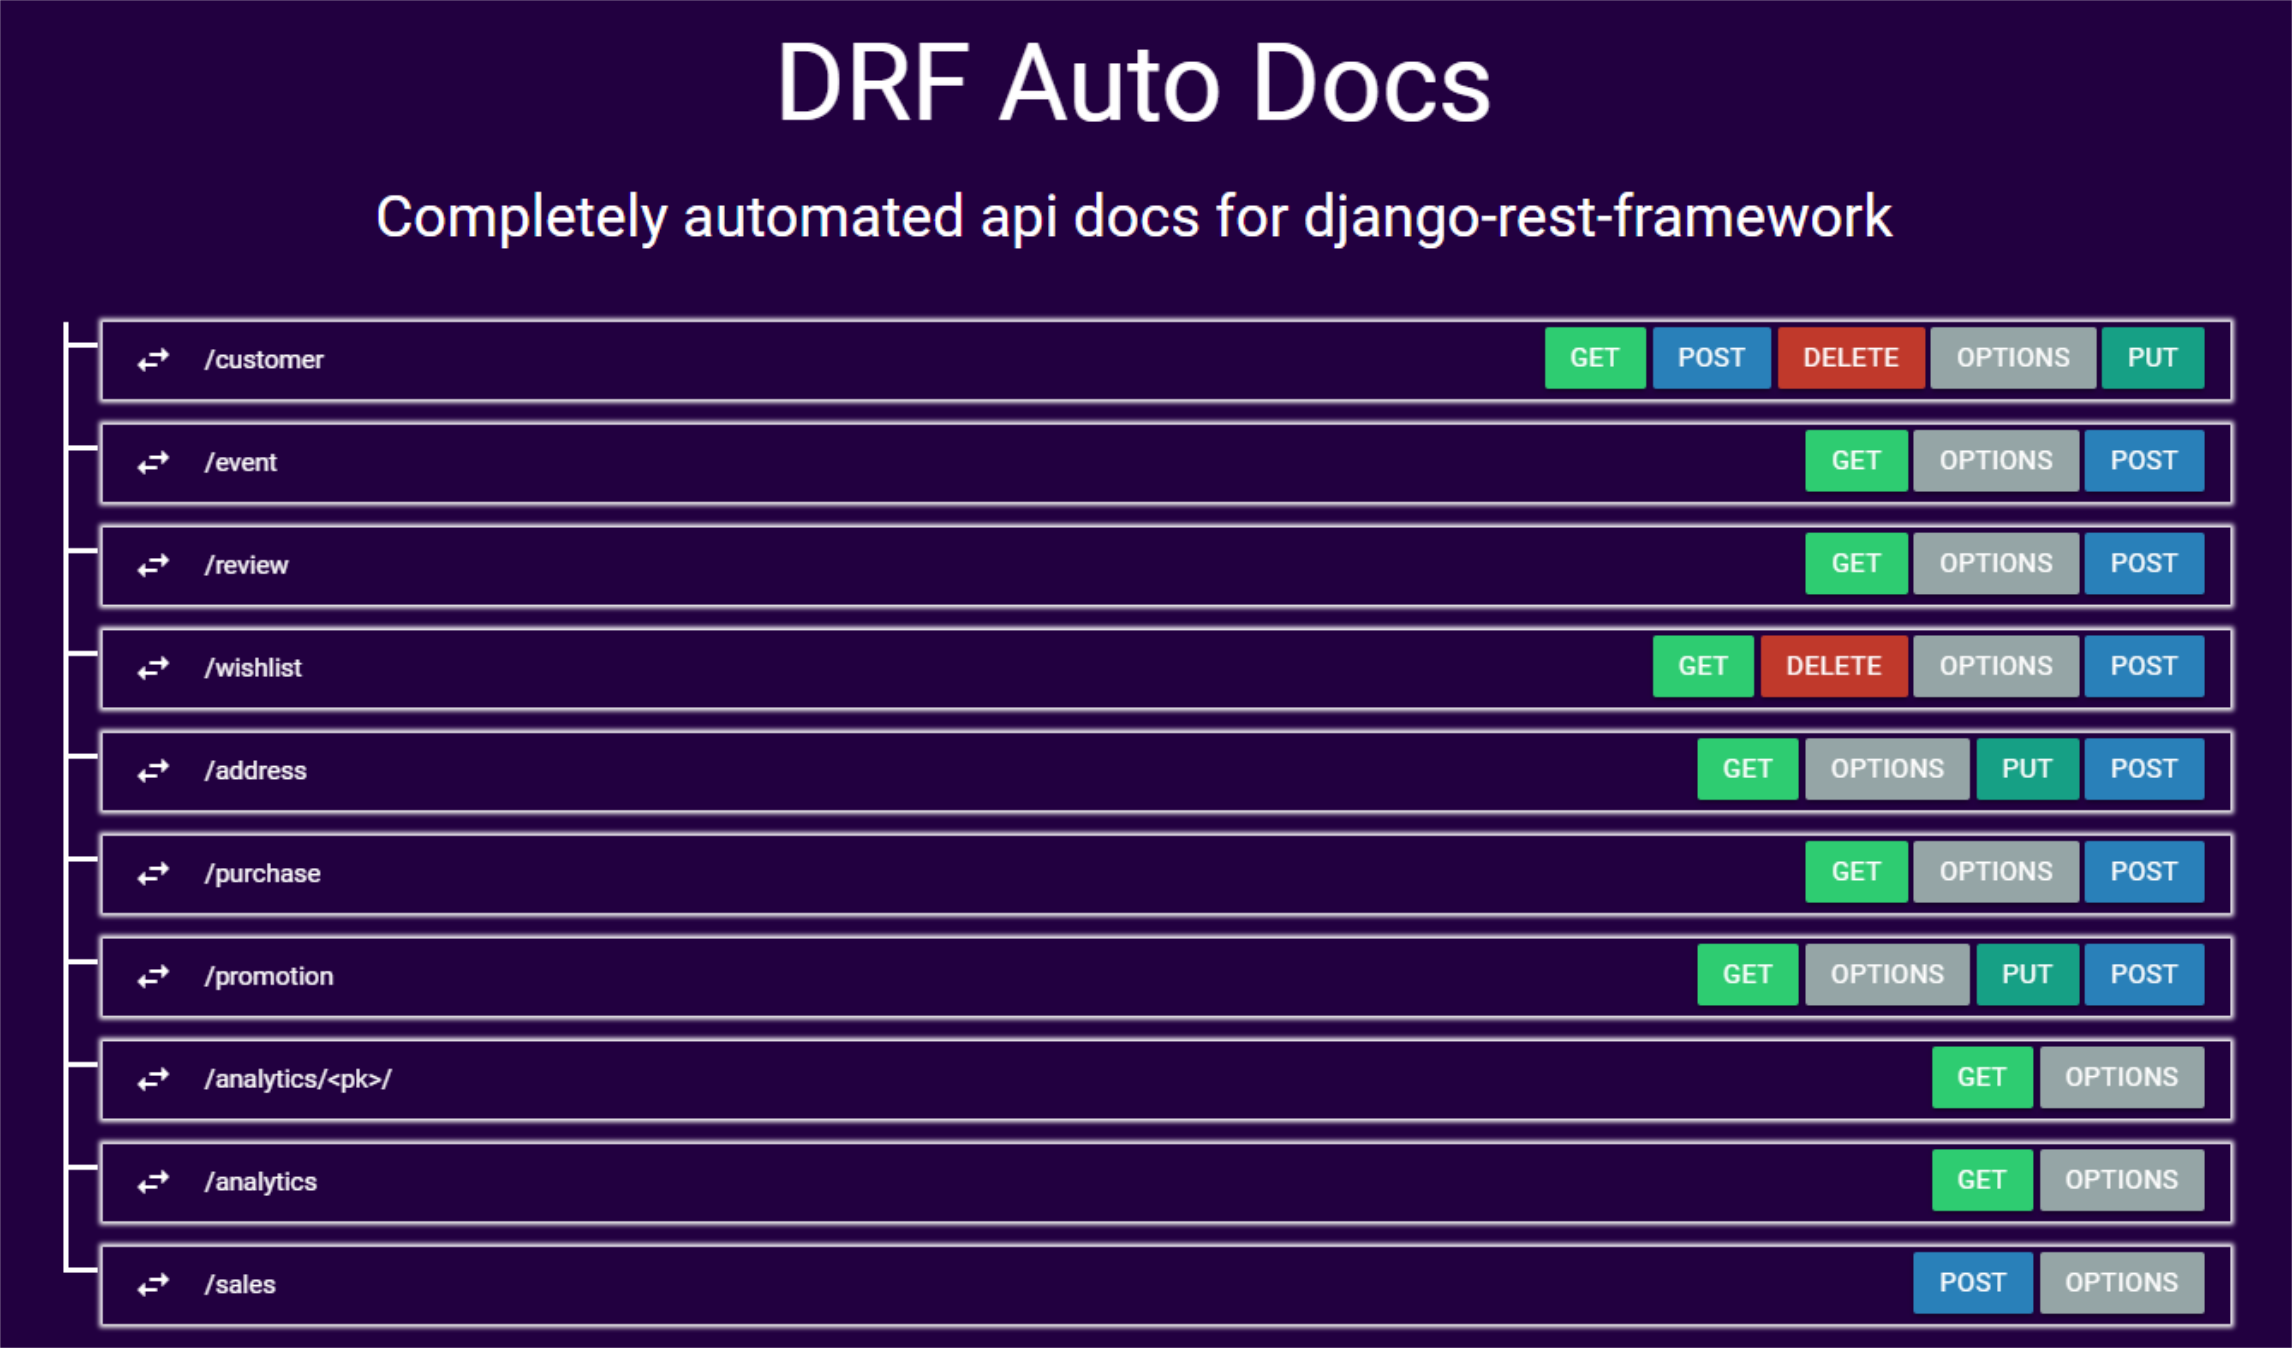 DRF Auto Docs
Completely automated api docs for django-rest-framework
/customer GET POST DELETE OPTIONS PUT
/event GET OPTIONS POST
/review GET OPTIONS POST
/wishlist GET DELETE OPTIONS POST
/address GET OPTIONS PUT POST
/purchase GET OPTIONS POST
/promotion GET OPTIONS PUT POST
/analytics/<pk>/ GET OPTIONS
/analytics GET OPTIONS
/sales POST OPTIONS